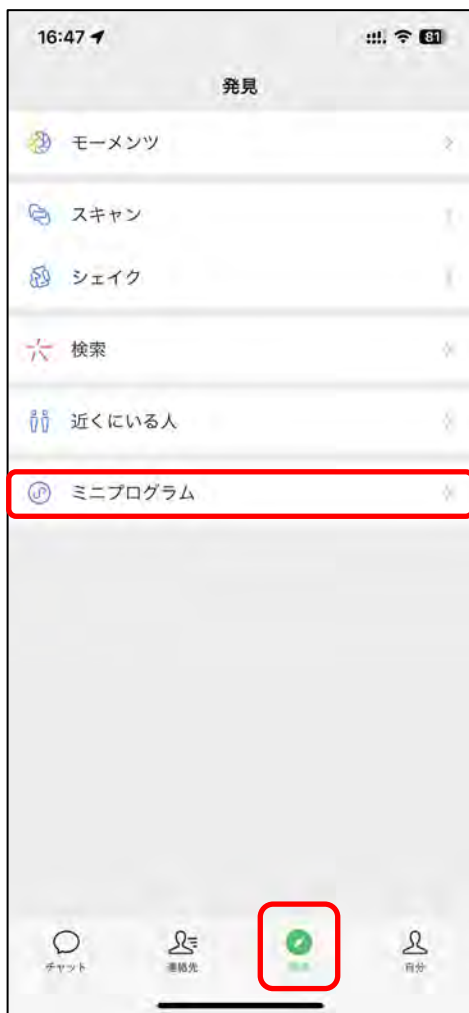 16:47
81
発見
モーメンツ
スキャン
シェイク
検索
近くにいる人
ミニプログラム
チャット
連絡先
自分